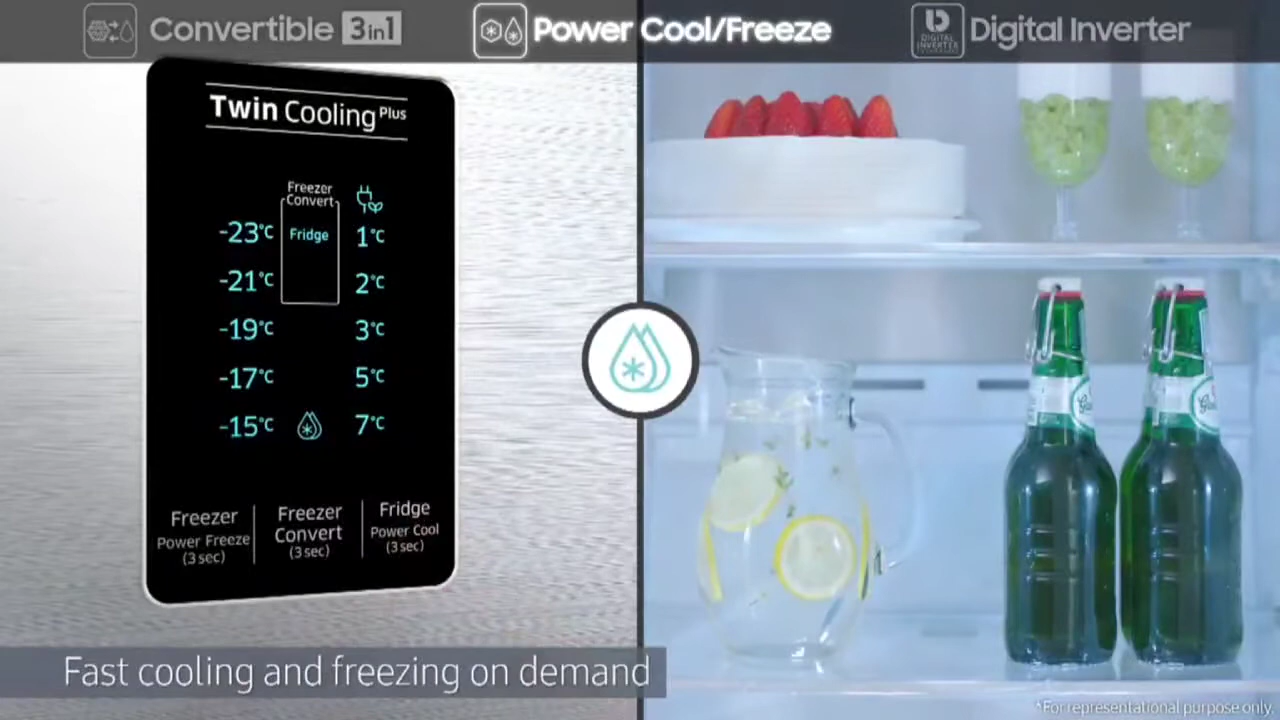 Convertible 3in1
Power Cool/Freeze
DIGITAL
INVERTER
Digital Inverter
Twin Cooling Plus
Freezer
Convert
-23°C Fridge 1°C
-21°C 2°C
-19°C 3°C
-17°C 5°C
-15°C 7°C
Freezer
Power Freeze
(3 sec)
Freezer
Convert
(3 sec)
Fridge
Power Cool
(3 sec)
Fast cooling and freezing on demand
*For representational purpose only.